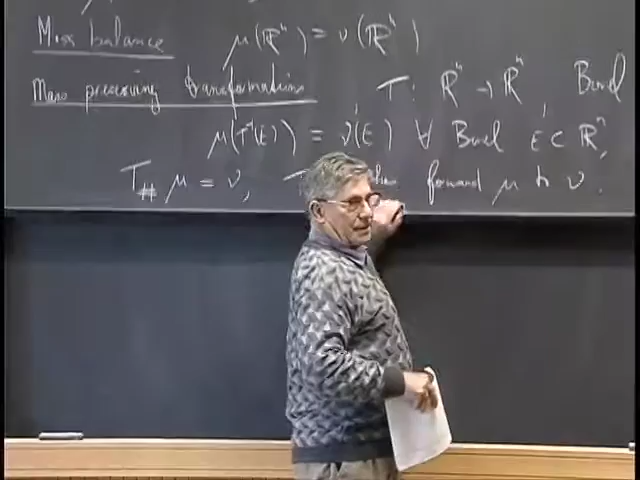 Mass balance μ(ℝⁿ) = ν(ℝⁿ)
Mass preserving transformation T: ℝⁿ → ℝⁿ, Borel
μ(T⁻¹(E)) = ν(E) ∀ Borel E ⊂ ℝⁿ,
T# μ = ν, T forward μ to ν.